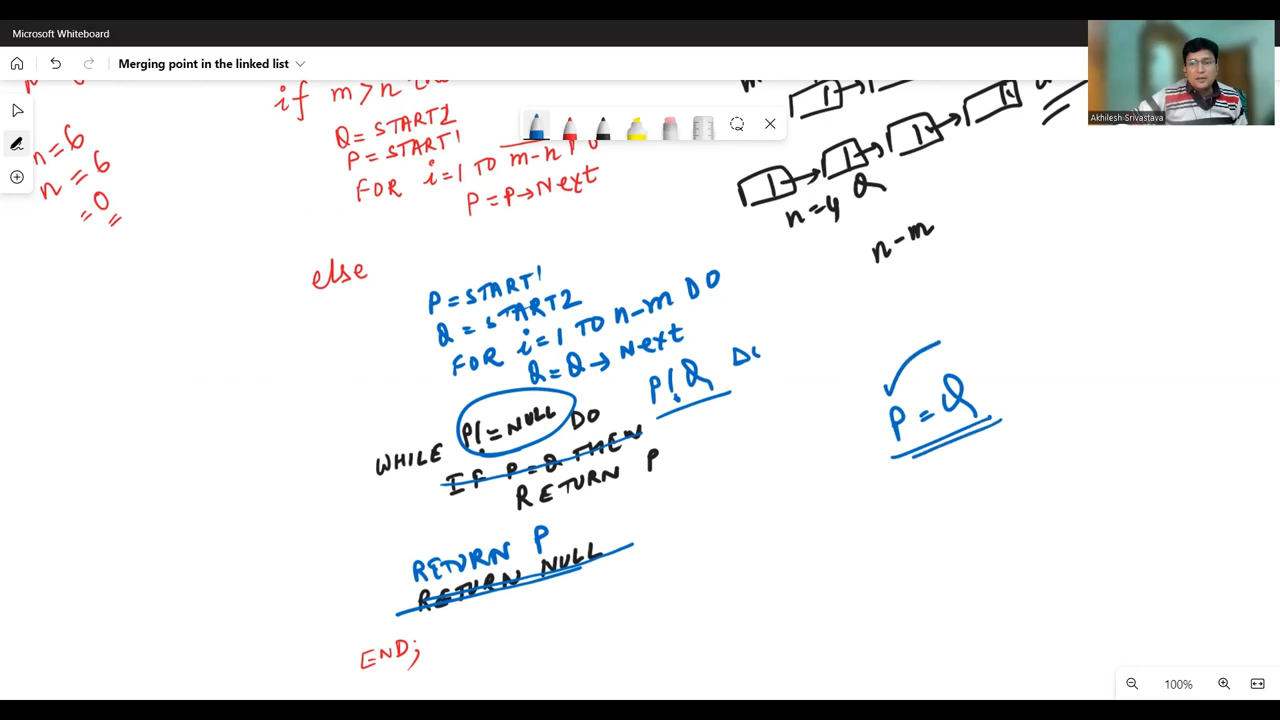 Microsoft Whiteboard
Merging point in the linked list
Akhilesh-Srivastava
if m>n
Q=START2
P=START1
FOR i=1 TO m-n
P=P→Next
n=6
n=6
=0=
n=4 Q
n-m
else
P=START1
Q=START2
FOR i=1 TO n-m DO
Q=Q→Next
P!Q
WHILE P!=NULL DO
IF P=Q THEN
RETURN P
P=Q
RETURN P
RETURN NULL
END;
100%